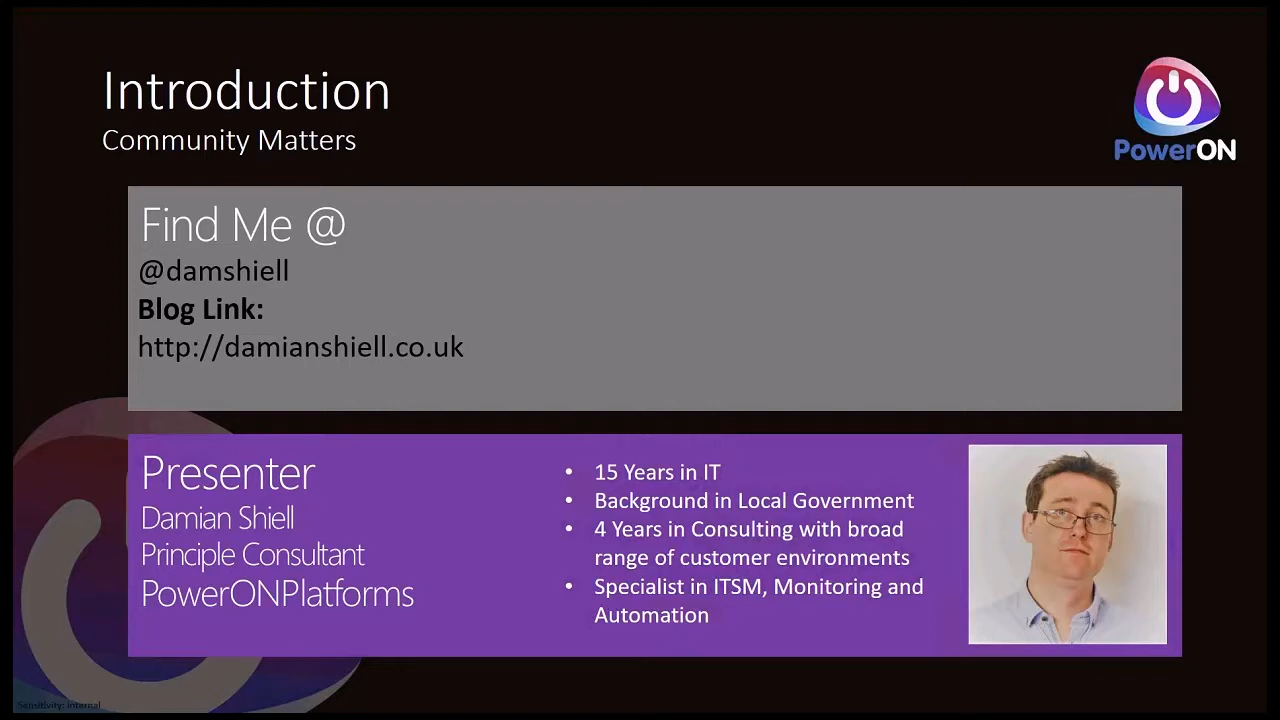 Introduction
Community Matters
PowerON
Find Me @
@damshiell
Blog Link:
http://damianshiell.co.uk
Presenter
Damian Shiell
Principle Consultant
PowerONPlatforms
• 15 Years in IT
• Background in Local Government
• 4 Years in Consulting with broad
range of customer environments
• Specialist in ITSM, Monitoring and
Automation
Sensitivity: Internal